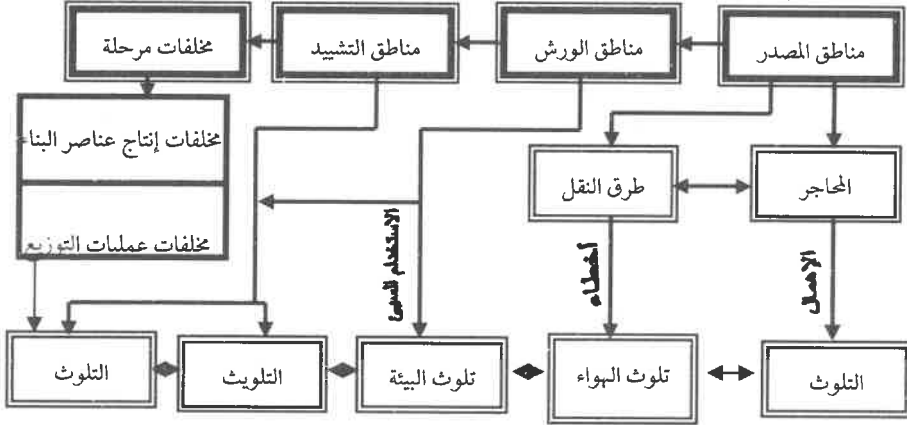 مناطق المصدر
مناطق الورش
مناطق التشييد
مخلفات مرحلة
مخلفات إنتاج عناصر البناء
مخلفات عمليات التوزيع
المحاجر
طرق النقل
الإهمال
أخطاء
الاستخدام السيئ
التلوث
تلوث الهواء
تلوث البيئة
التلويث
التلوث